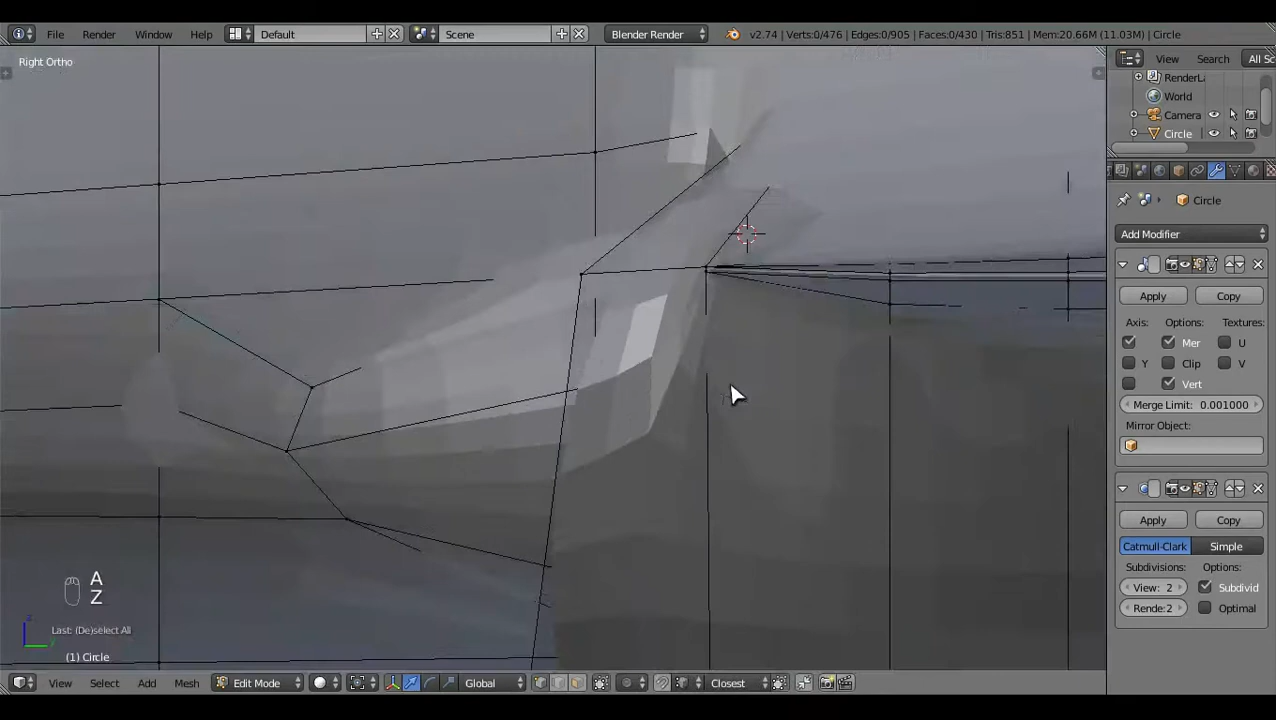 File Render Window Help Default Scene Blender Render v2.74 | Verts:0/476 | Edges:0/905 | Faces:0/430 | Tris:851 | Mem:20.66M (11.03M) | Circle
Right Ortho
View Search All Sc
RenderL
World
Camera
Circle
Circle
Add Modifier
Apply Copy
Axis: Options: Textures:
Mer U
Y Clip V
Vert
Merge Limit: 0.001000
Mirror Object:
Apply Copy
Catmull-Clark Simple
Subdivisions: Options:
View: 2 Subdivid
Rende:2 Optimal
A
Z
Last: (De)select All
(1) Circle
View Select Add Mesh Edit Mode Global Closest